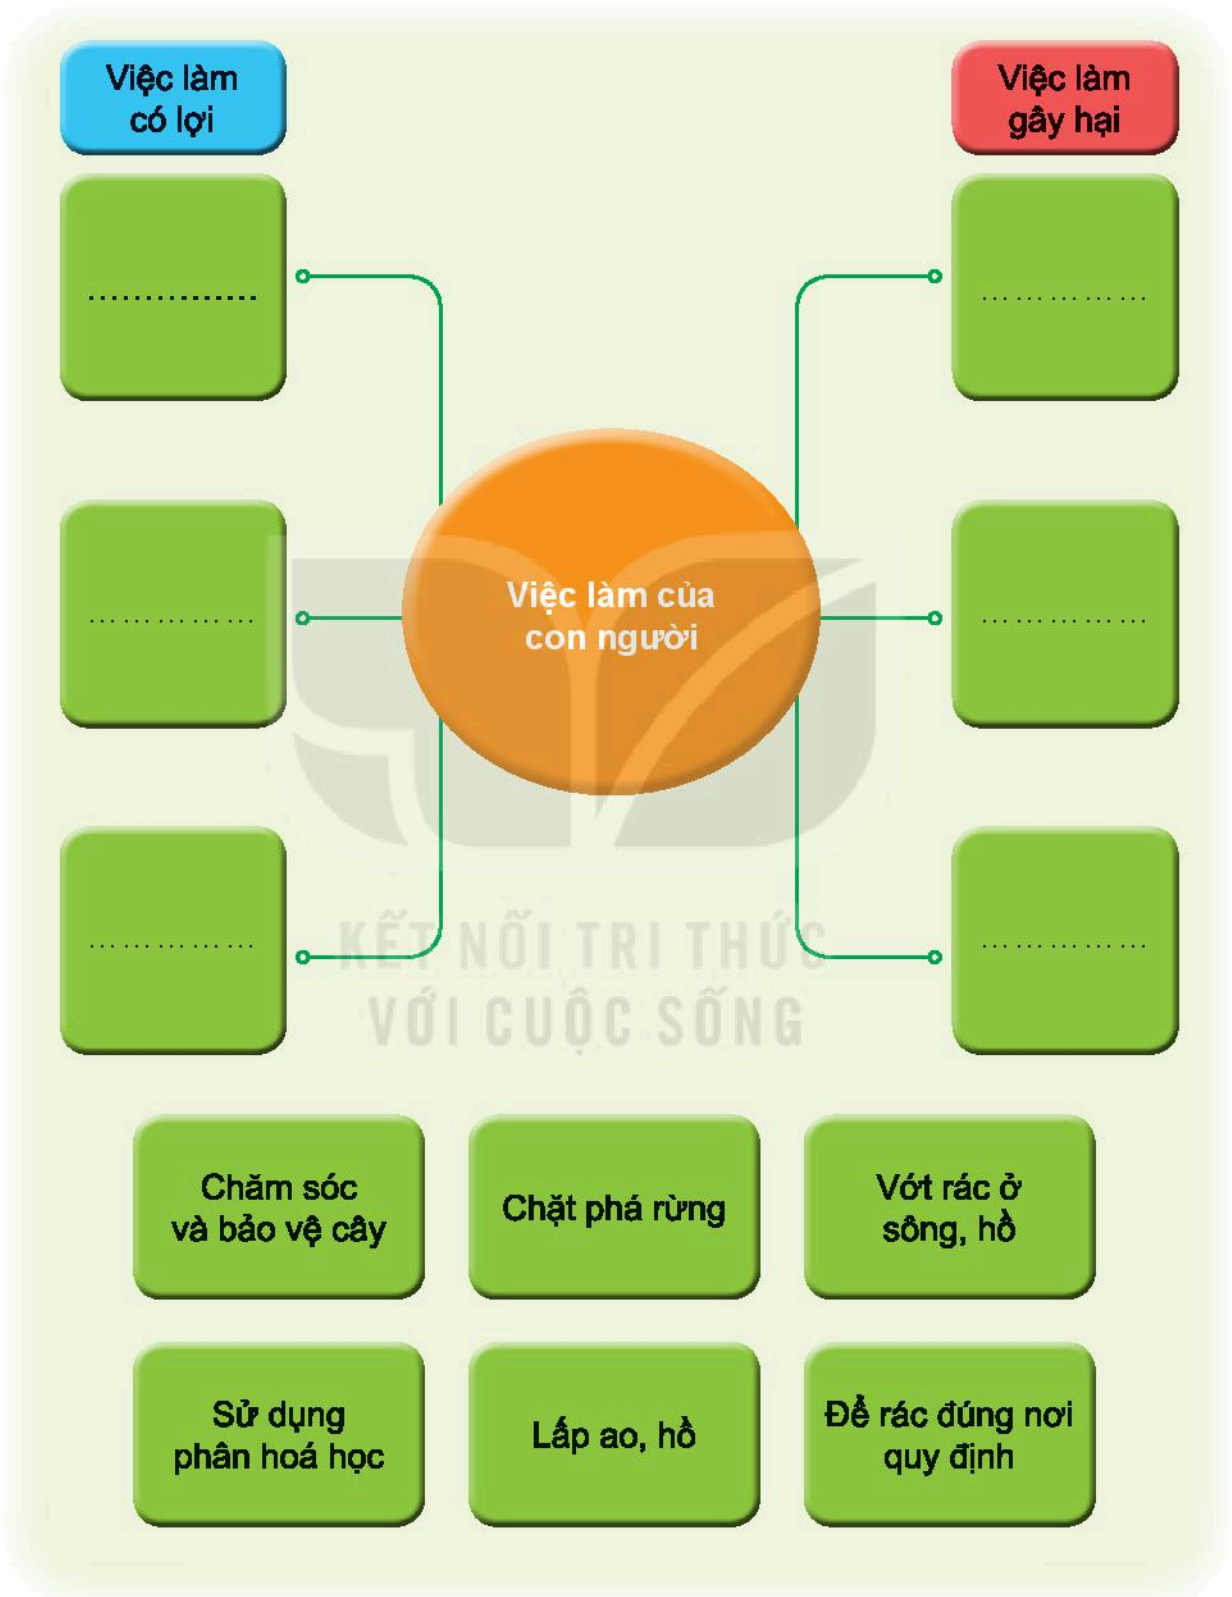 Việc làm
có lợi
Việc làm
gây hại
...............
...............
...............
...............
Việc làm của
con người
...............
...............
KẾT NỐI TRI THỨC
VỚI CUỘC SỐNG
Chăm sóc
và bảo vệ cây
Chặt phá rừng
Vớt rác ở
sông, hồ
Sử dụng
phân hoá học
Lấp ao, hồ
Để rác đúng nơi
quy định